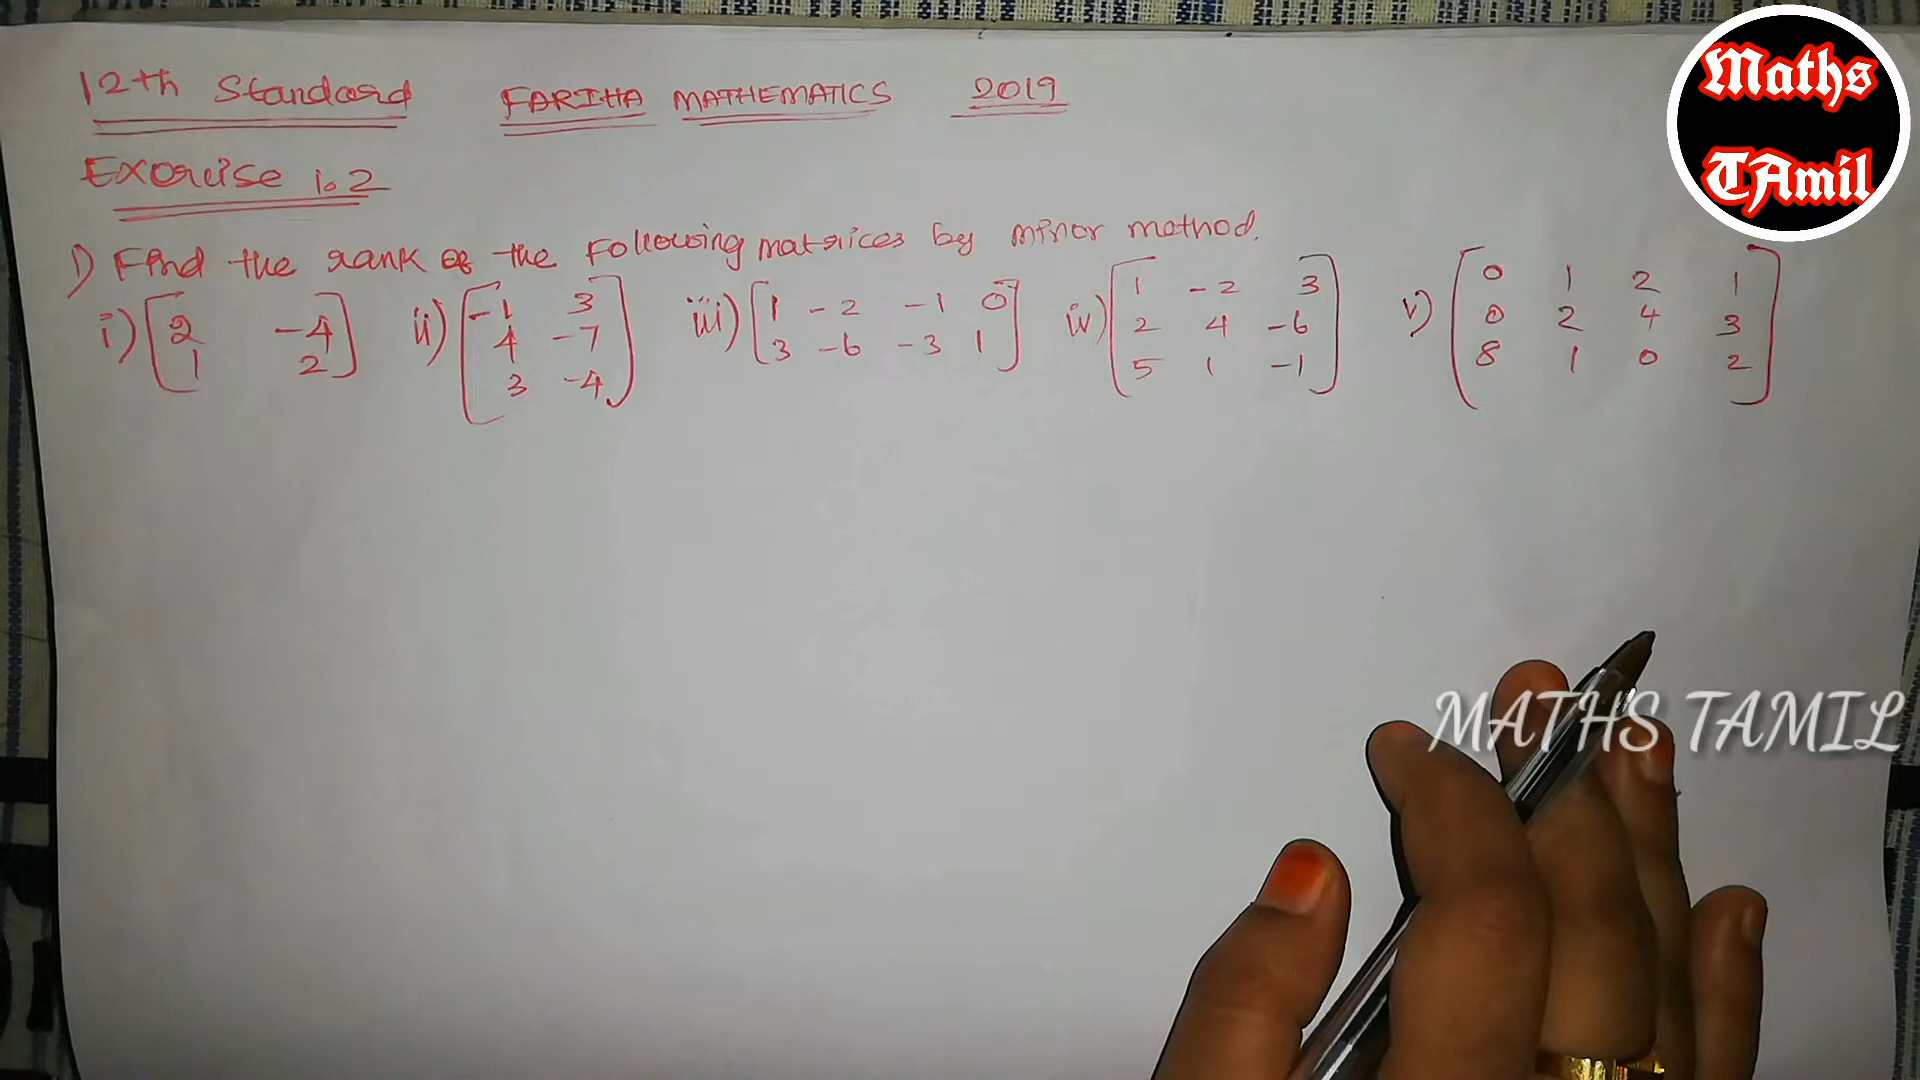 12th Standard FARIHA MATHEMATICS 2019
Exercise 1.2
1) Find the rank of the following matrices by minor method.
i) [ 2 -4 ii) [ -1 3 iii) [ 1 -2 -1 0 iv) [ 1 -2 3 v) [ 0 1 2 1
1 2 ] 4 -7 3 -6 -3 1 ] 2 4 -6 0 2 4 3
3 -4 ] 5 1 -1 ] 8 1 0 2 ]
Maths
TAmil
MATHS TAMIL